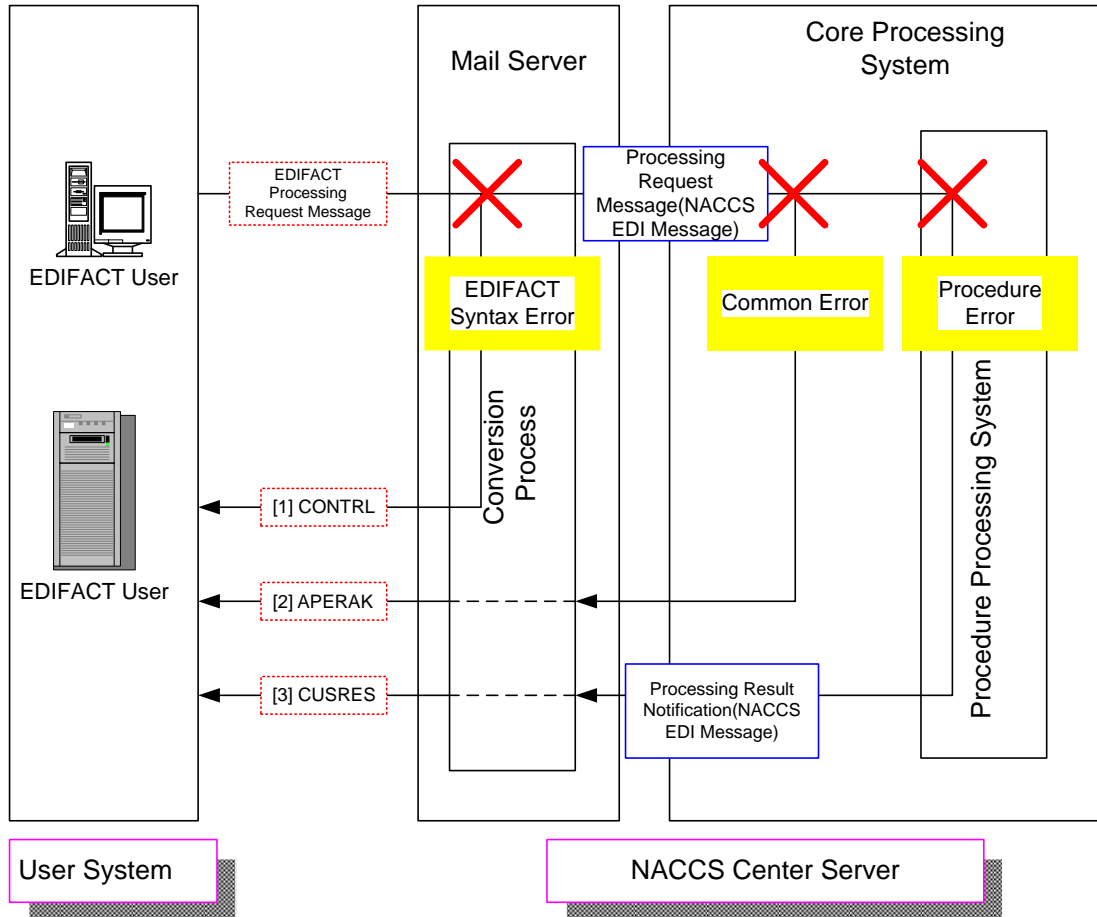 Mail Server
Core Processing
System
EDIFACT
Processing
Request Message
Processing
Request
Message(NACCS
EDI Message)
EDIFACT User
EDIFACT
Syntax Error
Common Error
Procedure
Error
Conversion
Process
Procedure Processing System
[1] CONTRL
EDIFACT User
[2] APERAK
[3] CUSRES
Processing Result
Notification(NACCS
EDI Message)
User System
NACCS Center Server